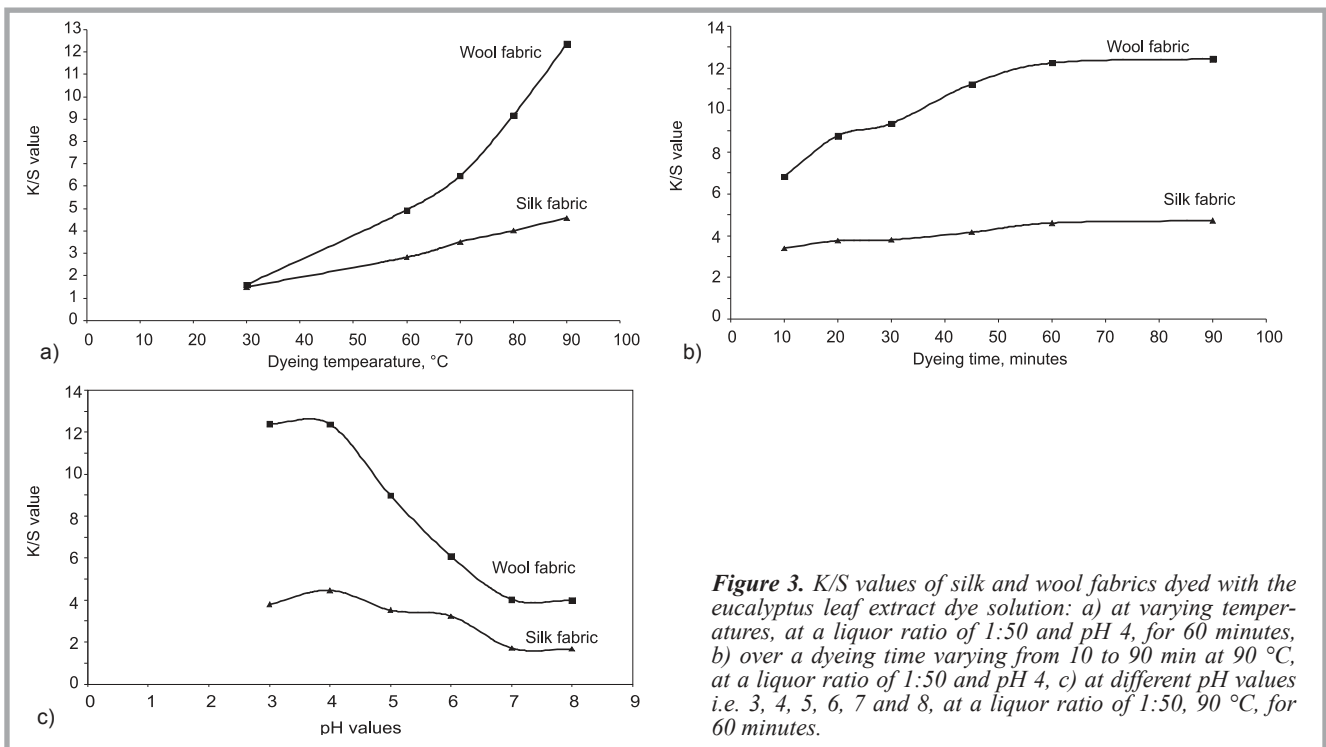 13
12
11
10
9
8
7
6
5
4
3
2
1
0
K/S value
Wool fabric
Silk fabric
0 10 20 30 40 50 60 70 80 90 100
Dyeing tempearature, °C
a)
14
12
10
8
6
4
2
0
K/S value
Wool fabric
Silk fabric
0 10 20 30 40 50 60 70 80 90 100
Dyeing time, minutes
b)
14
12
10
8
6
4
2
0
K/S value
Wool fabric
Silk fabric
0 1 2 3 4 5 6 7 8 9
pH values
c)
Figure 3. K/S values of silk and wool fabrics dyed with the
eucalyptus leaf extract dye solution: a) at varying temper-
atures, at a liquor ratio of 1:50 and pH 4, for 60 minutes,
b) over a dyeing time varying from 10 to 90 min at 90 °C,
at a liquor ratio of 1:50 and pH 4, c) at different pH values
i.e. 3, 4, 5, 6, 7 and 8, at a liquor ratio of 1:50, 90 °C, for
60 minutes.